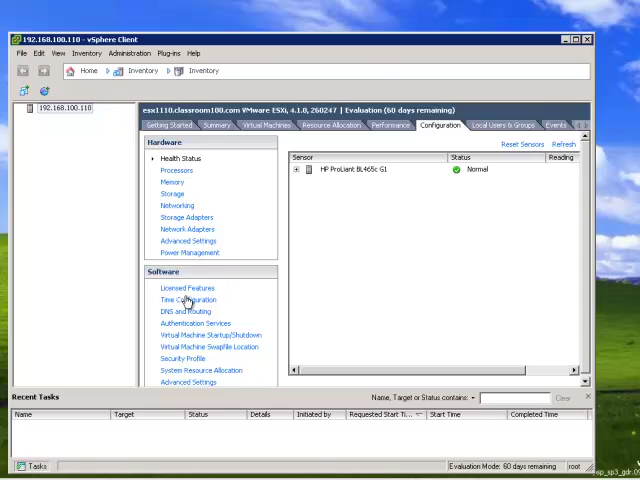 192.168.100.110 - vSphere Client
File Edit View Inventory Administration Plug-ins Help
Home Inventory Inventory
192.168.100.110
esx1110.classroom100.com VMware ESXi, 4.1.0, 260247 | Evaluation (60 days remaining)
Getting Started Summary Virtual Machines Resource Allocation Performance Configuration Local Users & Groups Events
Hardware
Health Status
Processors
Memory
Storage
Networking
Storage Adapters
Network Adapters
Advanced Settings
Power Management
Software
Licensed Features
Time Configuration
DNS and Routing
Authentication Services
Virtual Machine Startup/Shutdown
Virtual Machine Swapfile Location
Security Profile
System Resource Allocation
Advanced Settings
Reset Sensors Refresh
Sensor Status Reading
HP ProLiant BL465c G1 Normal
Recent Tasks
Name, Target or Status contains: Clear
Name Target Status Details Initiated by Requested Start Ti... Start Time Completed Time
Tasks
Evaluation Mode: 60 days remaining root